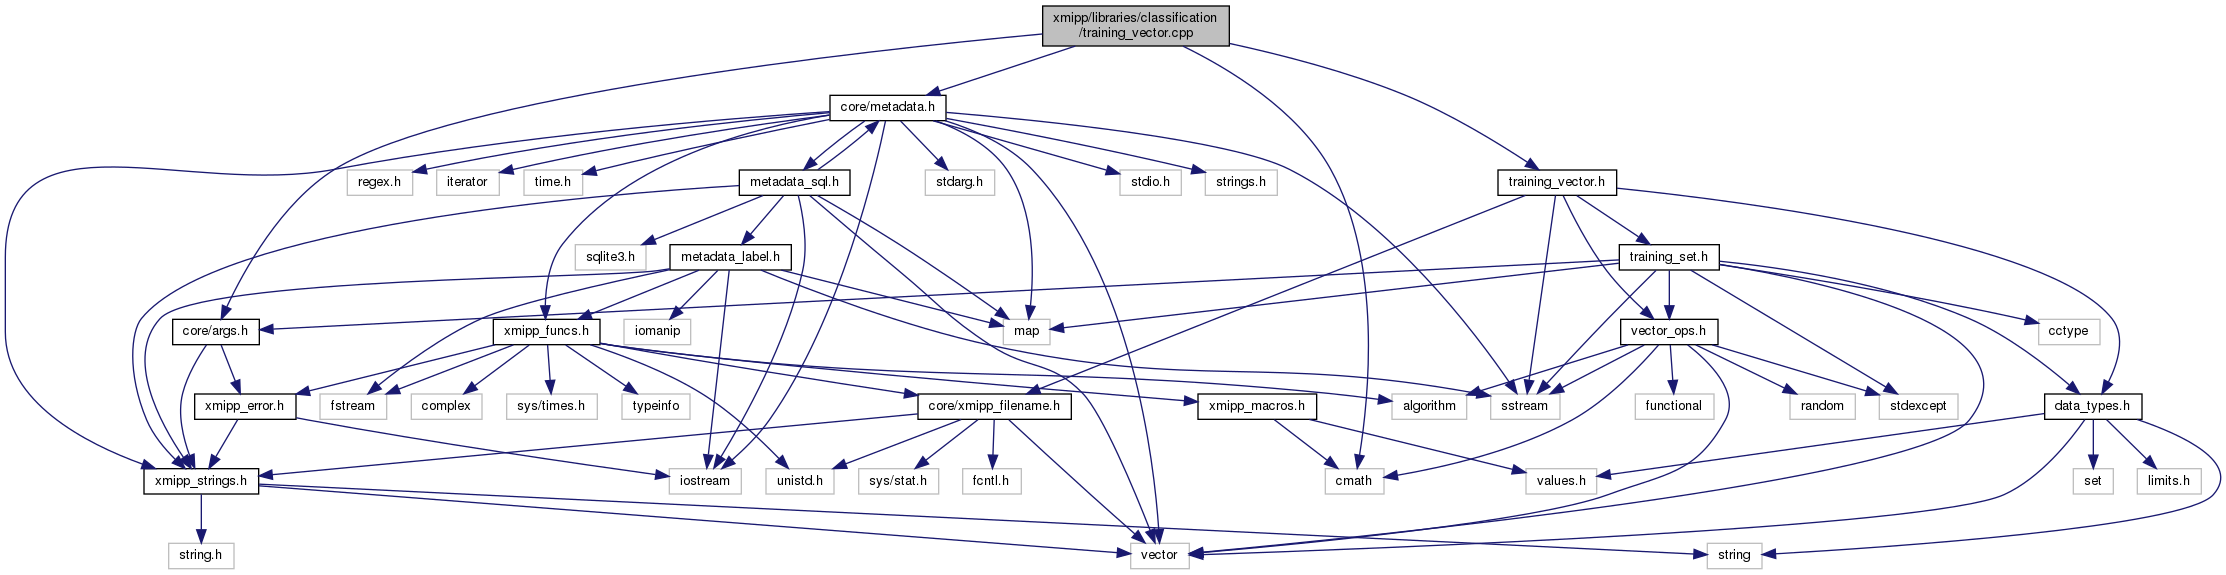 xmipp/libraries/classification
/training_vector.cpp
core/metadata.h
regex.h
iterator
time.h
metadata_sql.h
stdarg.h
stdio.h
strings.h
training_vector.h
sqlite3.h
metadata_label.h
training_set.h
core/args.h
xmipp_funcs.h
iomanip
map
vector_ops.h
cctype
xmipp_error.h
fstream
complex
sys/times.h
typeinfo
core/xmipp_filename.h
xmipp_macros.h
algorithm
sstream
functional
random
stdexcept
data_types.h
xmipp_strings.h
iostream
unistd.h
sys/stat.h
fcntl.h
cmath
values.h
set
limits.h
string.h
vector
string